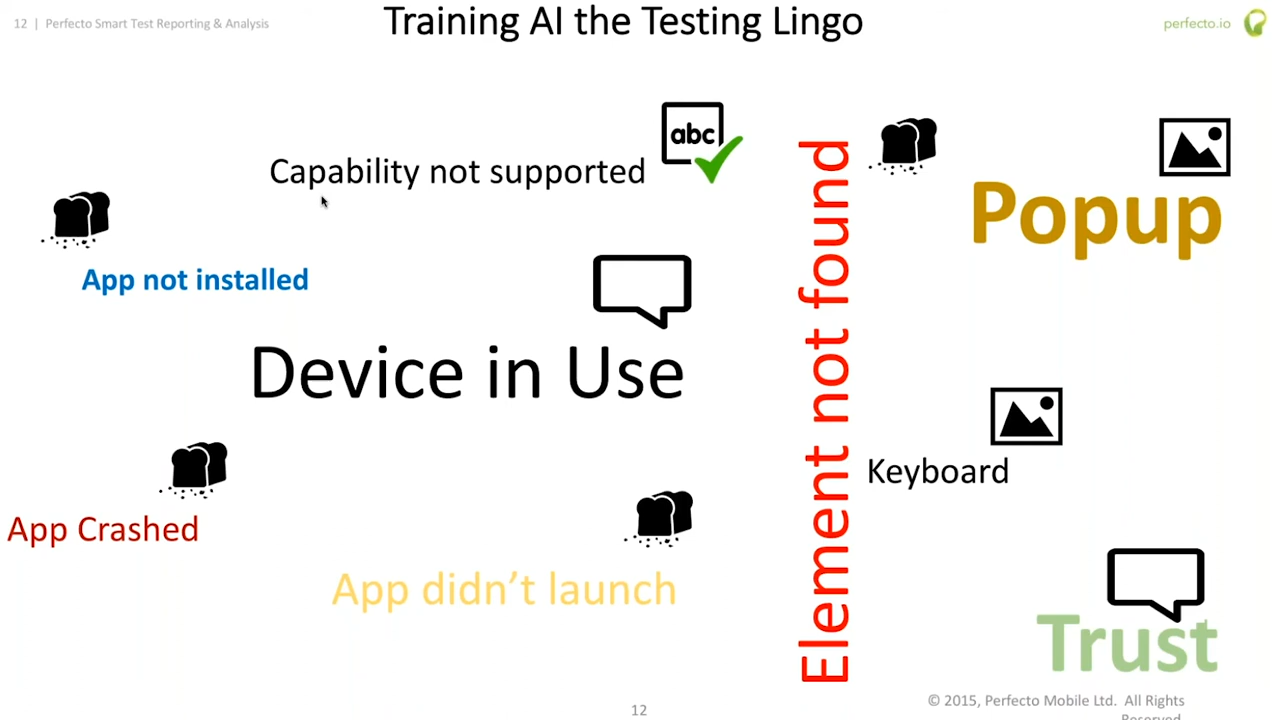 12 | Perfecto Smart Test Reporting & Analysis
Training AI the Testing Lingo
perfecto.io
abc
Capability not supported
Popup
App not installed
Element not found
Device in Use
Keyboard
App Crashed
App didn’t launch
Trust
12
© 2015, Perfecto Mobile Ltd. All Rights
Reserved